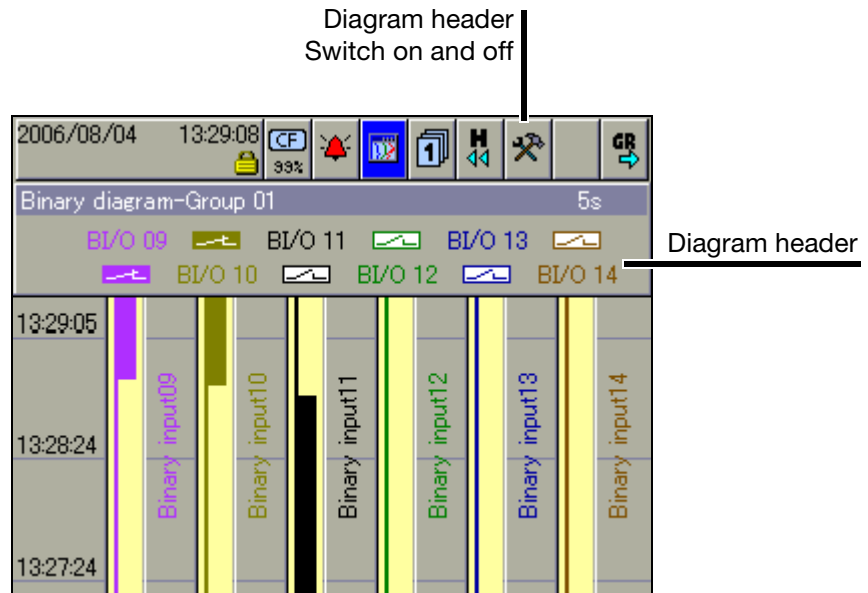 Diagram header
Switch on and off
2006/08/04 13:29:08 CF 99% 1 H GR
Binary diagram-Group 01 5s
BI/O 09 BI/O 11 BI/O 13
BI/O 10 BI/O 12 BI/O 14
Diagram header
13:29:05
13:28:24
13:27:24
Binary input09
Binary input10
Binary input11
Binary input12
Binary input13
Binary input14